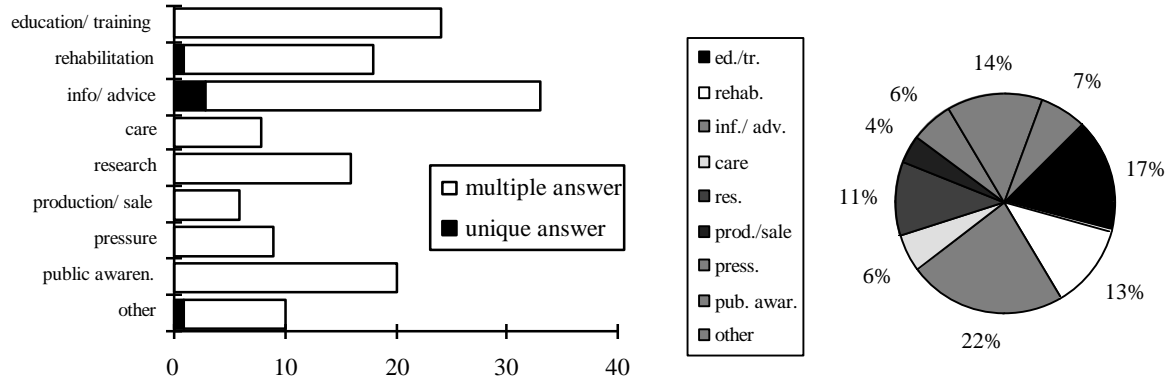 education/ training
rehabilitation
info/ advice
care
research
production/ sale
pressure
public awaren.
other
0 10 20 30 40
multiple answer
unique answer
ed./tr.
rehab.
inf./ adv.
care
res.
prod./sale
press.
pub. awar.
other
14%
7%
6%
4%
17%
11%
6%
13%
22%